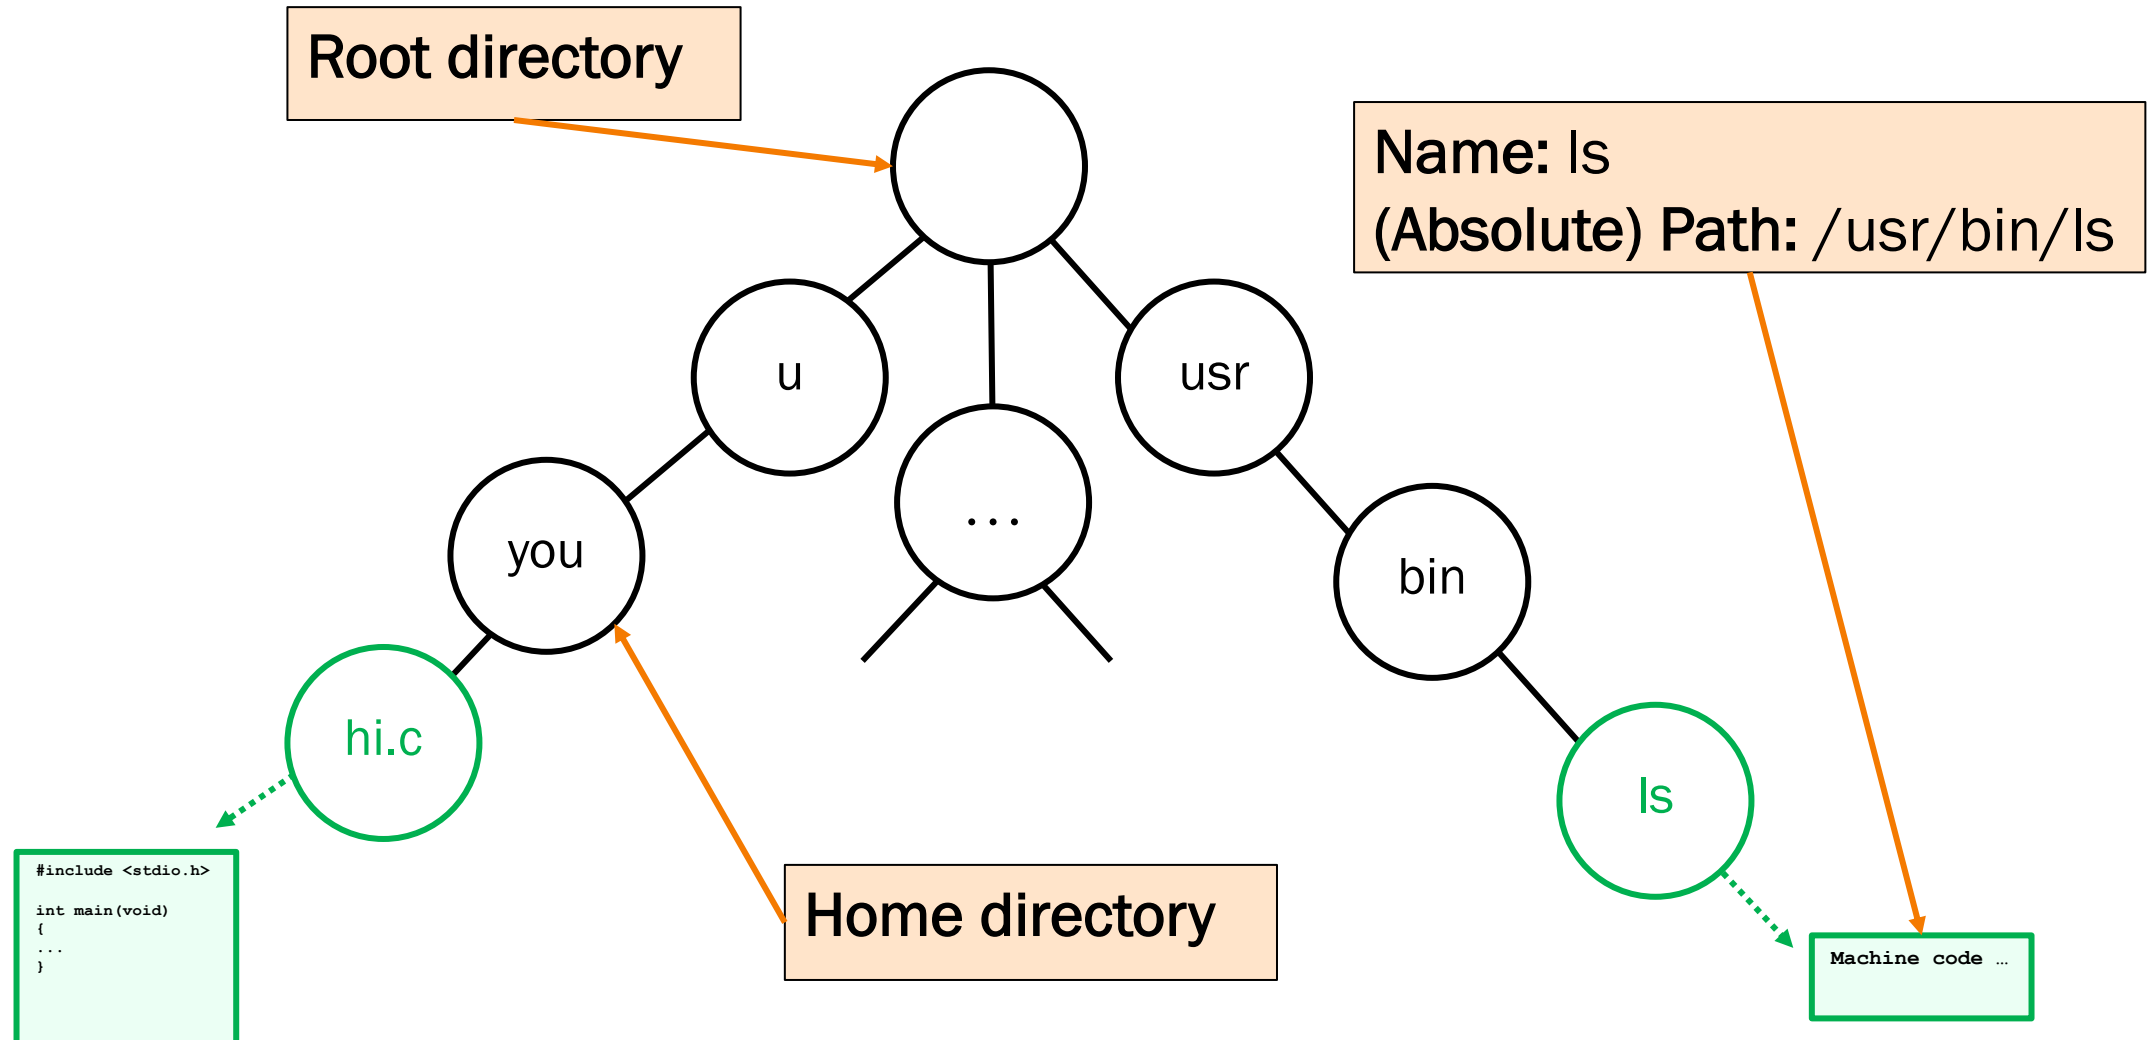 Root directory
Name: ls
(Absolute) Path: /usr/bin/ls
u
usr
...
you
bin
hi.c
ls
#include <stdio.h>
int main(void)
{
...
}
Home directory
Machine code …